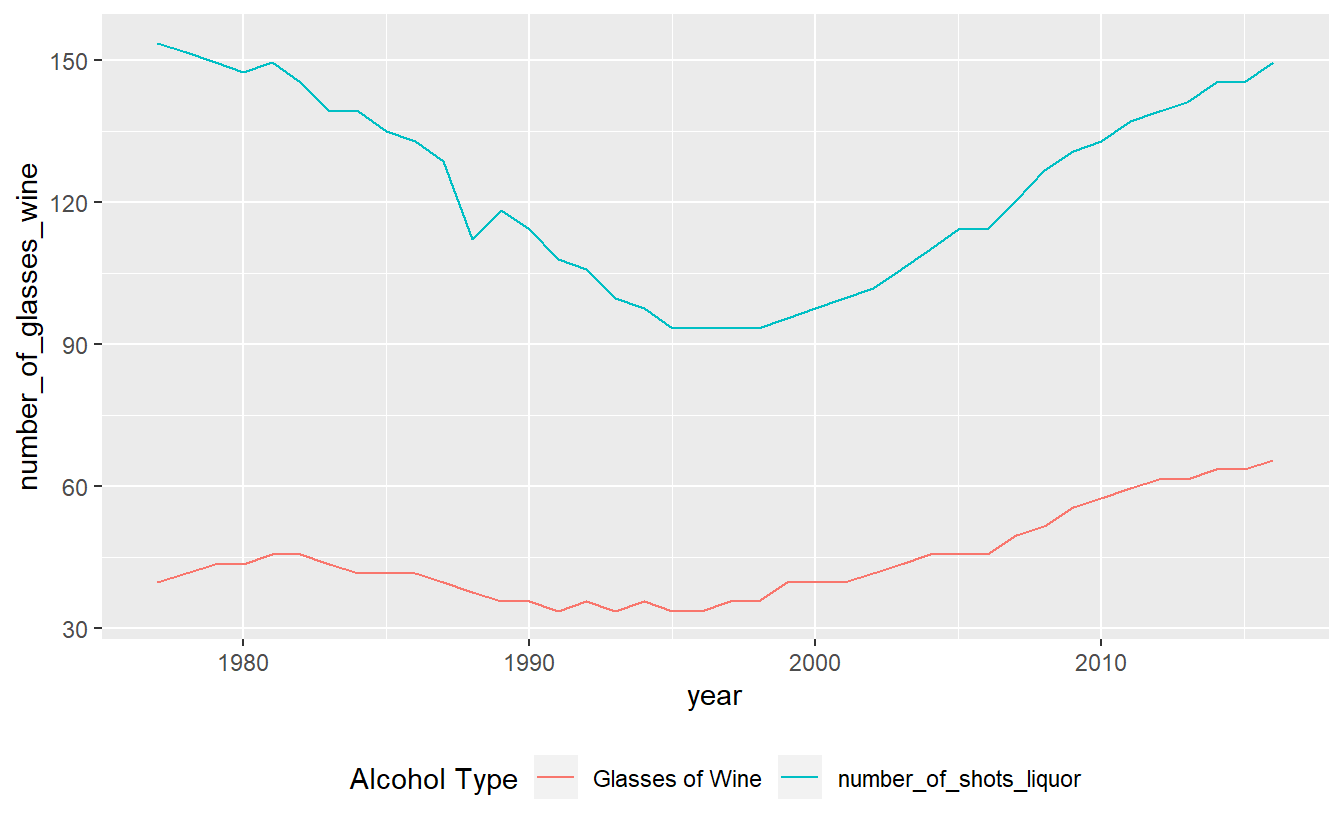 number_of_glasses_wine
150
120
90
60
30
1980 1990 2000 2010
year
Alcohol Type Glasses of Wine number_of_shots_liquor